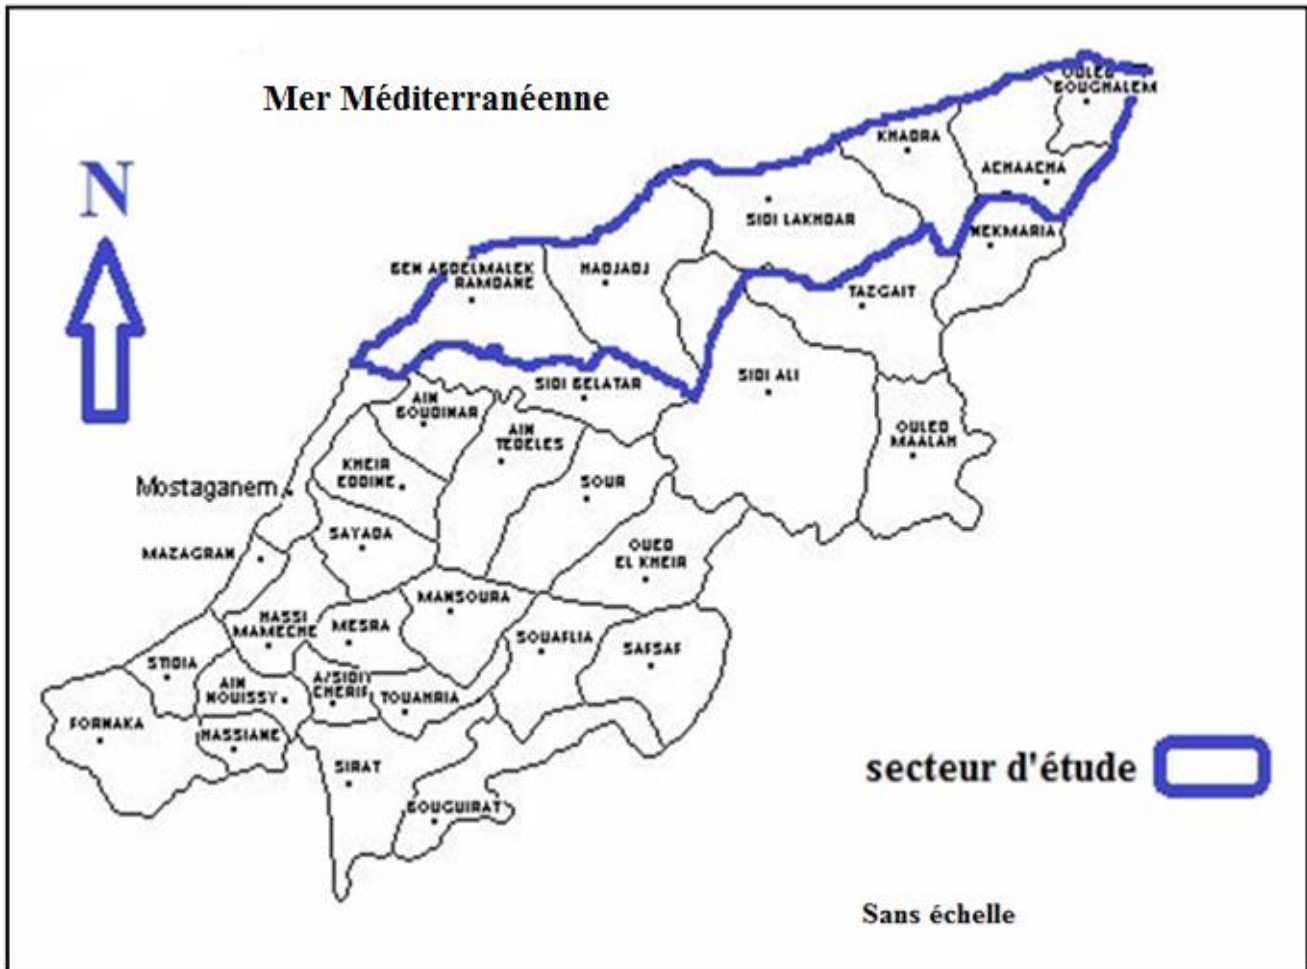 Mer Méditerranéenne
N
OULED
BOUGHALEM
KHADRA
ACHAACHA
SIDI LAKHDAR
NEKMARIA
BEN ABDELMALEK
RAMDANE
HADJADJ
TAZGAIT
SIDI ALI
SIDI BELATAR
AIN
BOUDINAR
AIN
TEDELES
OULED
MAALAH
KHEIR
EDDINE
SOUR
Mostaganem
SAYADA
MAZAGRAN
OUED
EL KHEIR
MANSOURA
HASSI
MAMECHE
MESRA
SOUAFLIA
SAFSAF
STIDIA
AIN
NOUISSY
A/SIDI
CHERIF
TOUAHRIA
FORNAKA
HASSIANE
SIRAT
BOUGUIRAT
secteur d'étude
Sans échelle